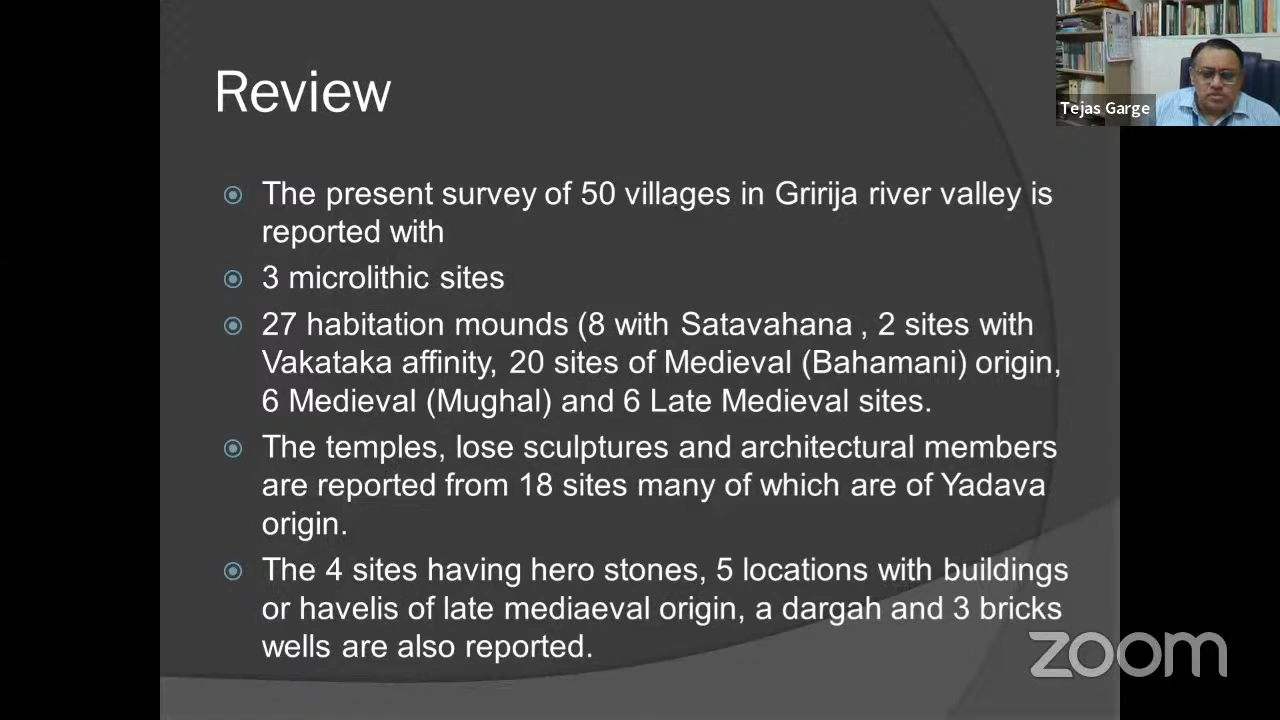 Review
Tejas Garge
The present survey of 50 villages in Gririja river valley is
reported with
3 microlithic sites
27 habitation mounds (8 with Satavahana , 2 sites with
Vakataka affinity, 20 sites of Medieval (Bahamani) origin,
6 Medieval (Mughal) and 6 Late Medieval sites.
The temples, lose sculptures and architectural members
are reported from 18 sites many of which are of Yadava
origin.
The 4 sites having hero stones, 5 locations with buildings
or havelis of late mediaeval origin, a dargah and 3 bricks
wells are also reported.
zoom